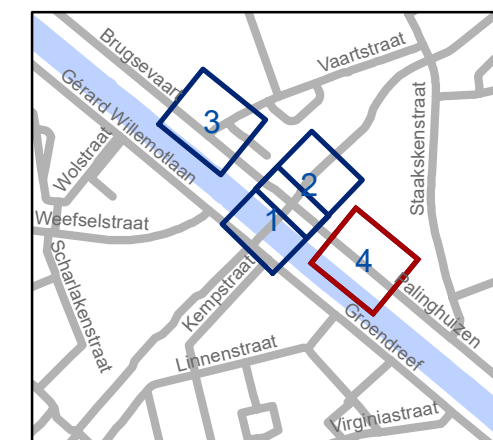 Brugsevaart
Vaartstraat
Gérard Willemotlaan
3
Staakskenstraat
Wolstraat
2
Weefselstraat
1
4
Scharlakenstraat
Kempstraat
Palinghuizen
Groendreef
Linnenstraat
Virginiastraat